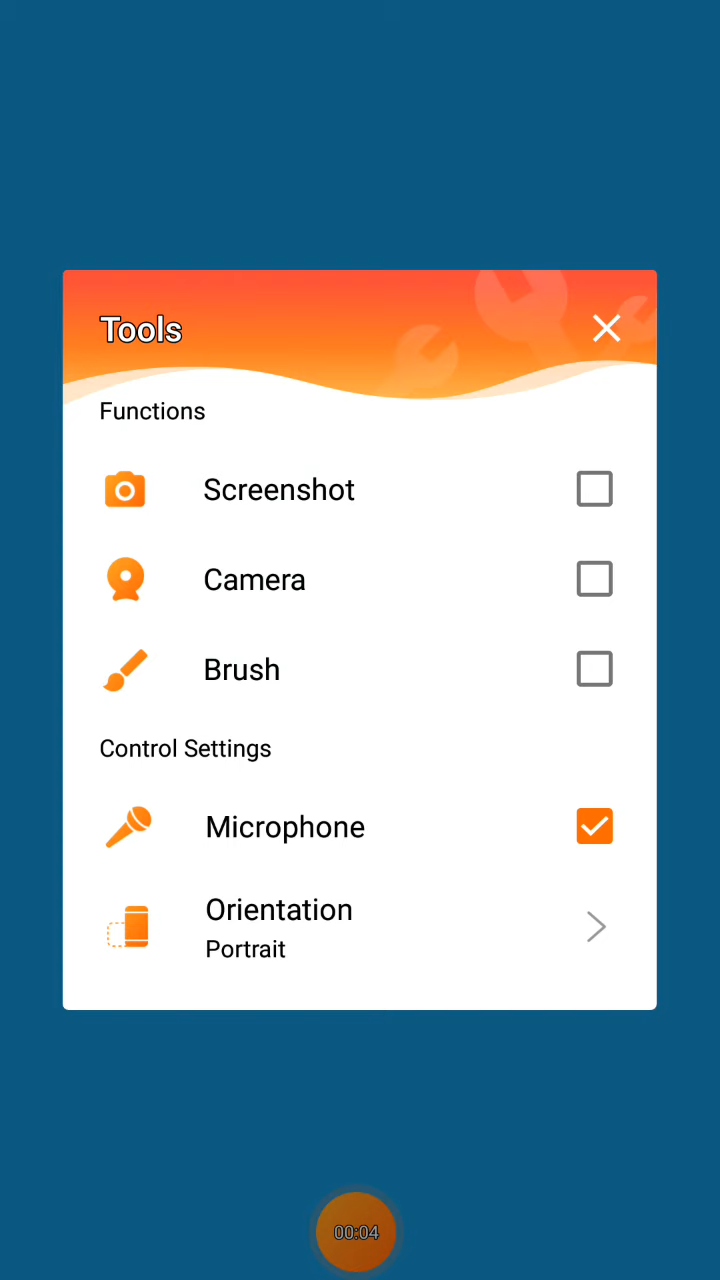 Tools
Functions
Screenshot
Camera
Brush
Control Settings
Microphone
Orientation
Portrait
00:04